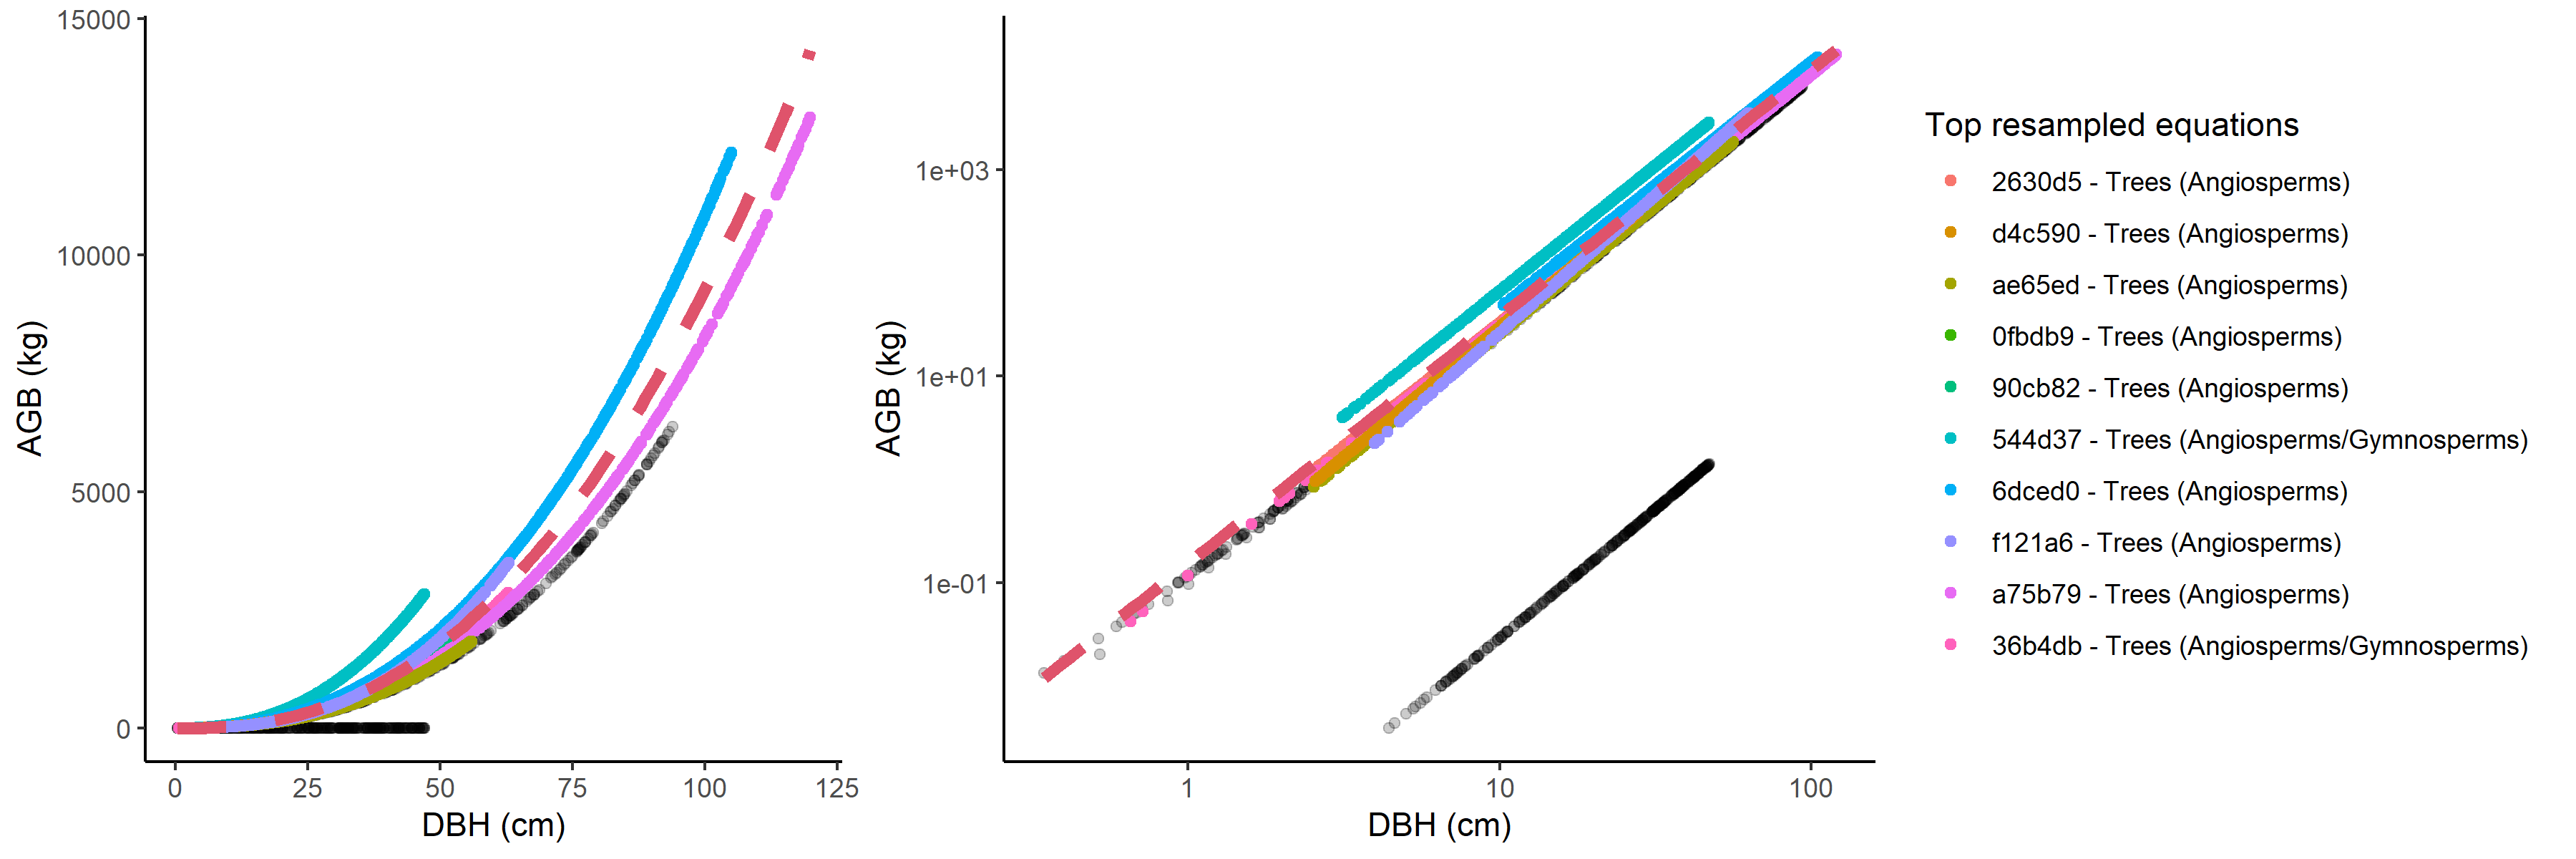 15000
10000
5000
0
AGB (kg)
0 25 50 75 100 125
DBH (cm)
1e+03
1e+01
1e-01
AGB (kg)
1 10 100
DBH (cm)
Top resampled equations
2630d5 - Trees (Angiosperms)
d4c590 - Trees (Angiosperms)
ae65ed - Trees (Angiosperms)
0fbdb9 - Trees (Angiosperms)
90cb82 - Trees (Angiosperms)
544d37 - Trees (Angiosperms/Gymnosperms)
6dced0 - Trees (Angiosperms)
f121a6 - Trees (Angiosperms)
a75b79 - Trees (Angiosperms)
36b4db - Trees (Angiosperms/Gymnosperms)